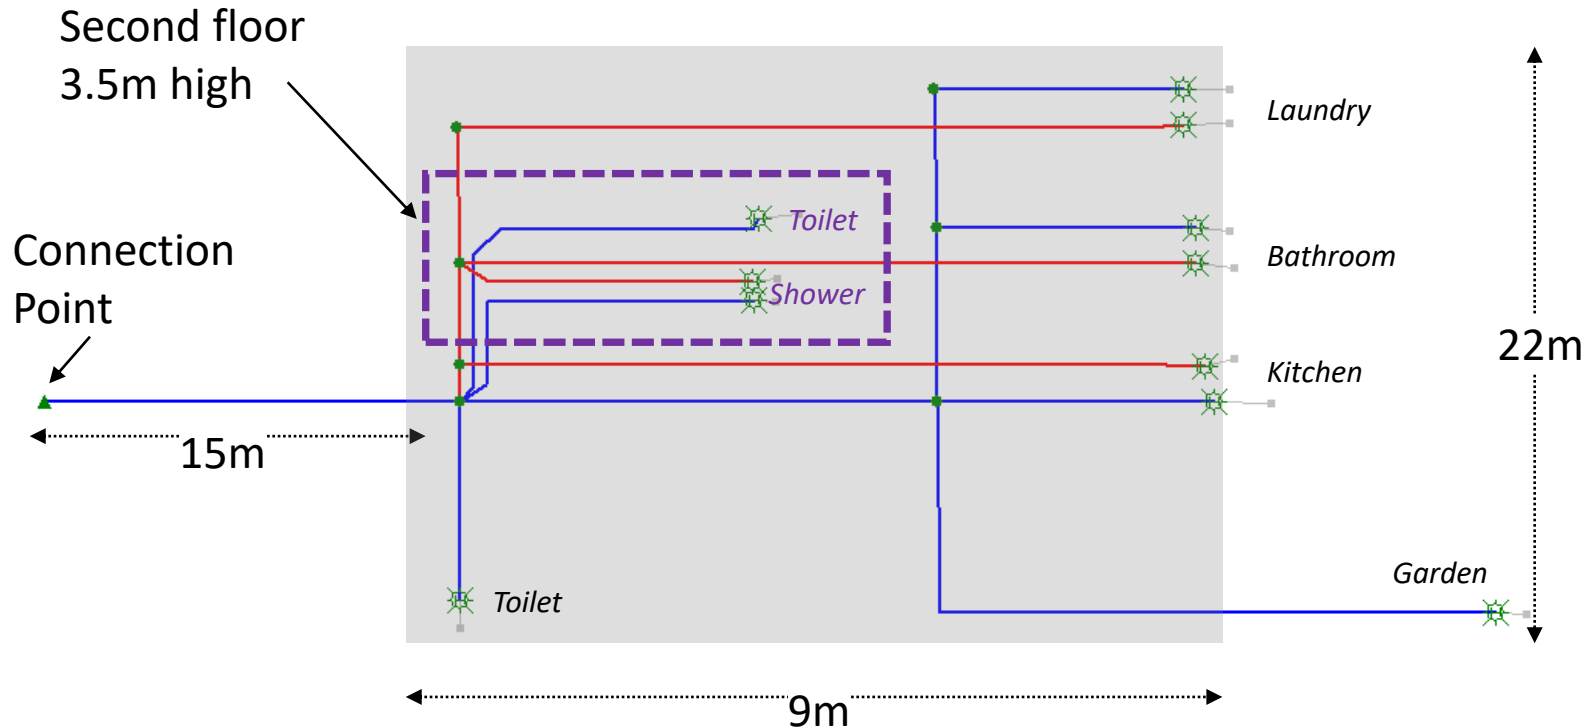 Second floor
3.5m high
Laundry
Toilet
Connection
Point
Bathroom
Shower
22m
Kitchen
15m
Garden
Toilet
9m